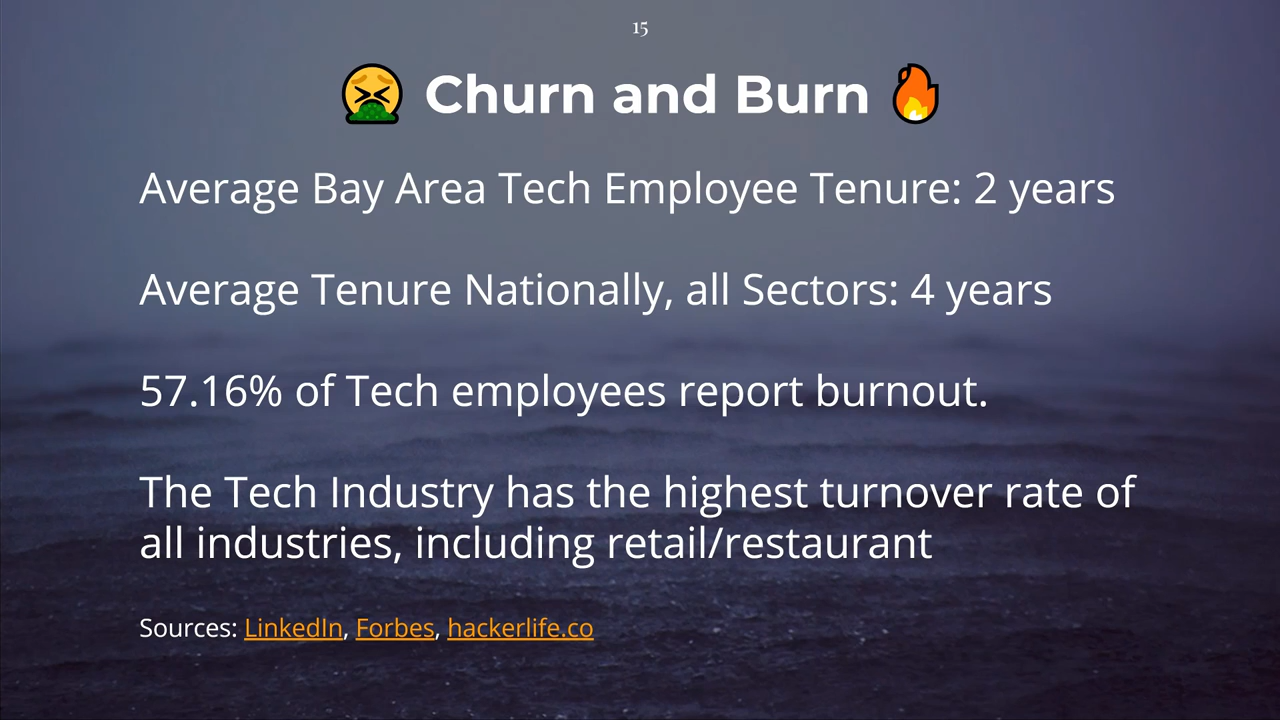 15
🤮 Churn and Burn 🔥
Average Bay Area Tech Employee Tenure: 2 years
Average Tenure Nationally, all Sectors: 4 years
57.16% of Tech employees report burnout.
The Tech Industry has the highest turnover rate of
all industries, including retail/restaurant
Sources: LinkedIn, Forbes, hackerlife.co